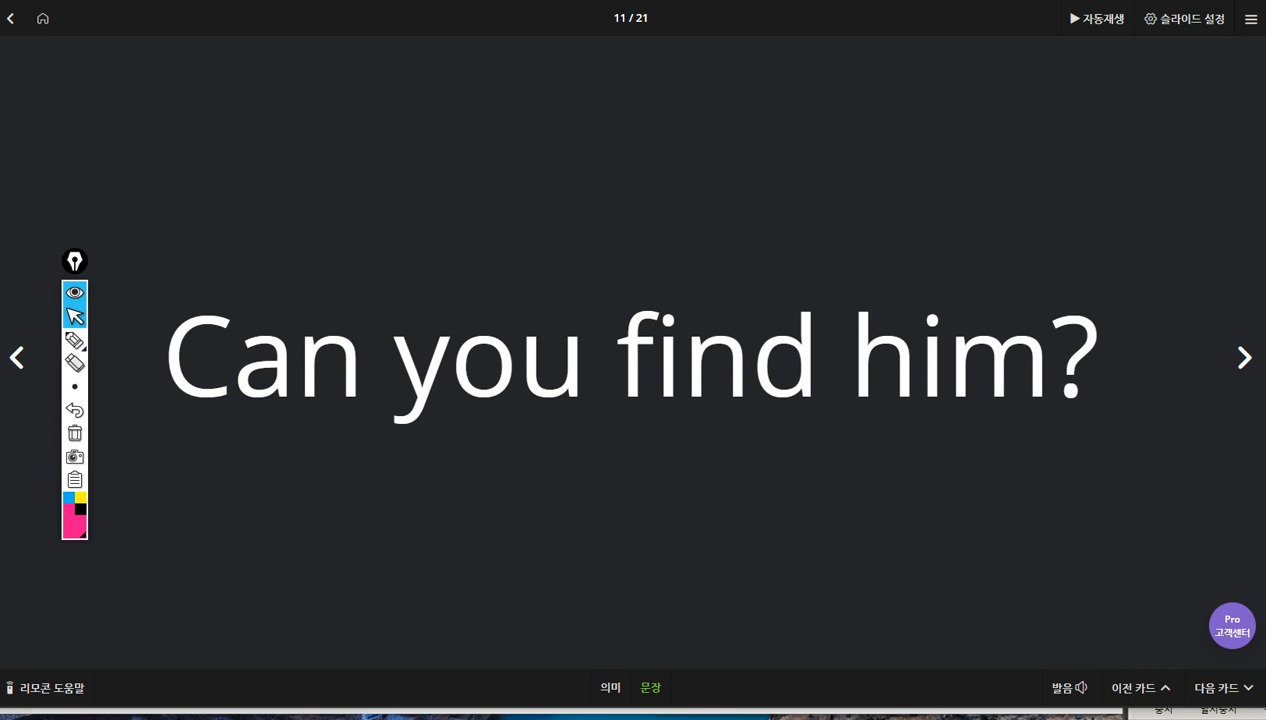 11 / 21
자동재생
슬라이드 설정
Can you find him?
Pro
고객센터
리모콘 도움말
의미
문장
발음
이전 카드
다음 카드